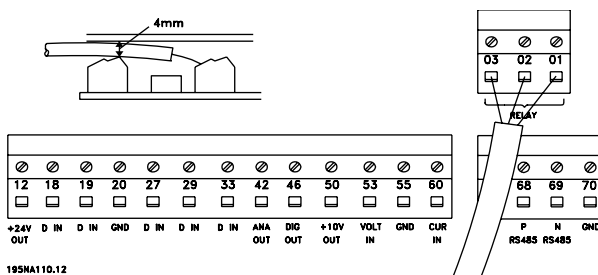 4mm
03 02 01
RELAY
12 18 19 20 27 29 33 42 46 50 53 55 60
+24V OUT D IN D IN GND D IN D IN D IN ANA OUT DIG OUT +10V OUT VOLT IN GND CUR IN
68 69 70
P RS485 N RS485 GND
195NA110.12